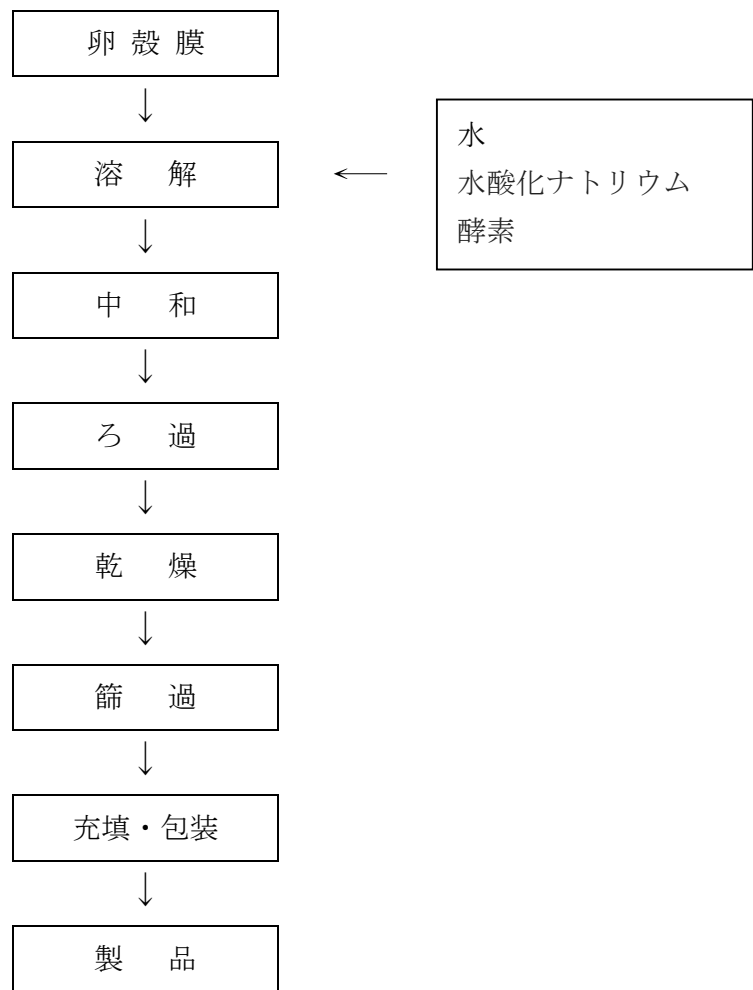 卵 殻 膜
↓
溶 解
←
水
水酸化ナトリウム
酵素
↓
中 和
↓
ろ 過
↓
乾 燥
↓
篩 過
↓
充填・包装
↓
製 品